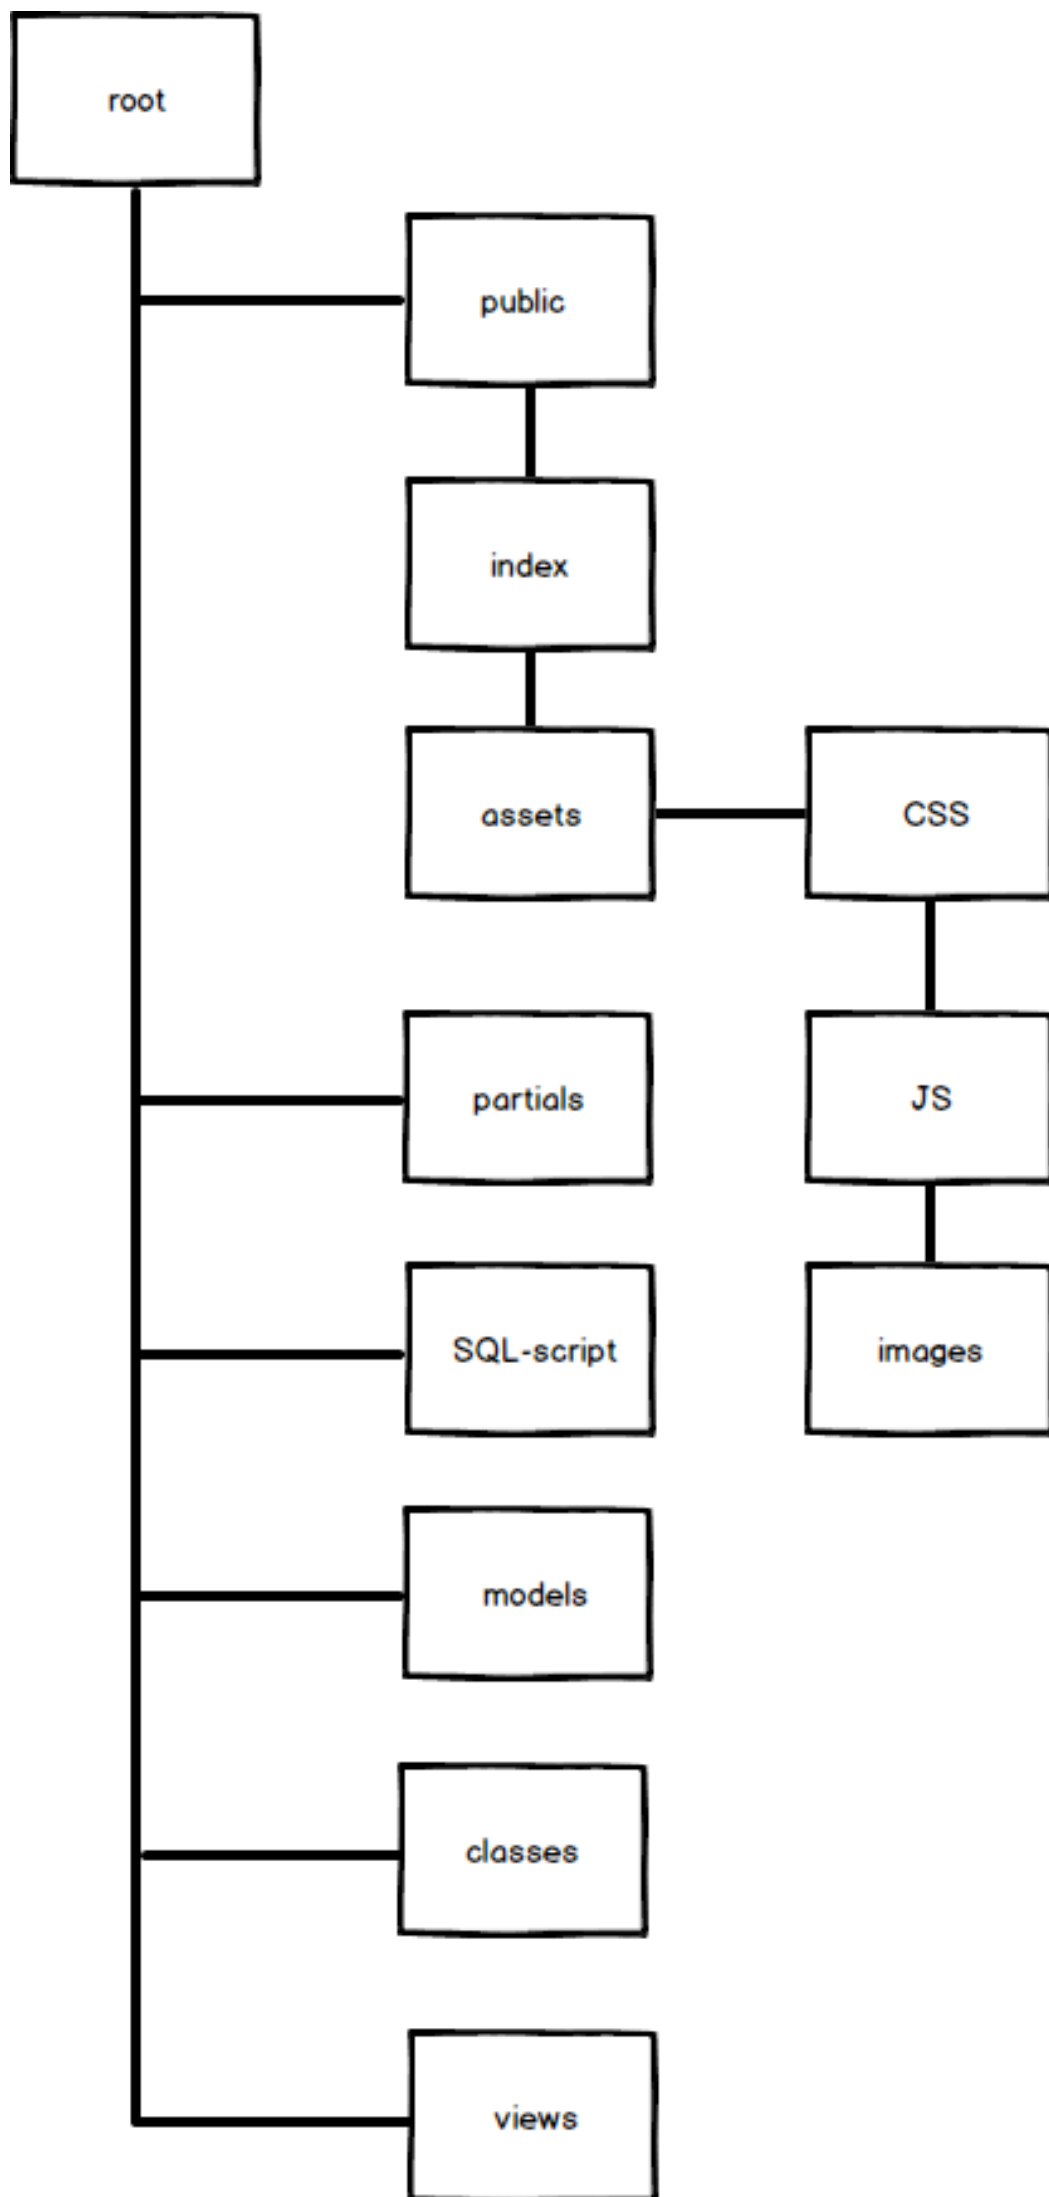 root
public
index
assets
CSS
partials
JS
SQL-script
images
models
classes
views